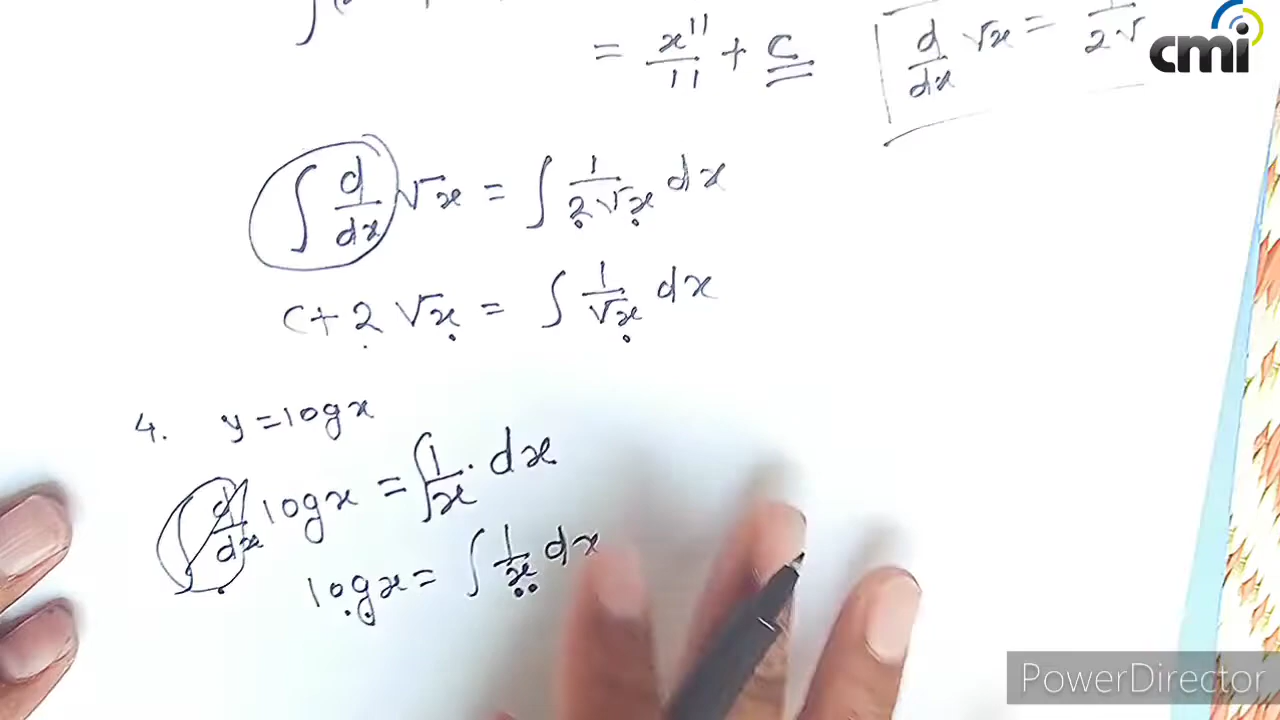 = x^11/11 + C
d/dx √x = 1/2√
cmi
∫ d/dx √x = ∫ 1/2√x dx
C + 2 √x = ∫ 1/√x dx
4. y = log x
∫ d/dx log x = ∫ 1/x · dx
log x = ∫ 1/x dx
PowerDirector